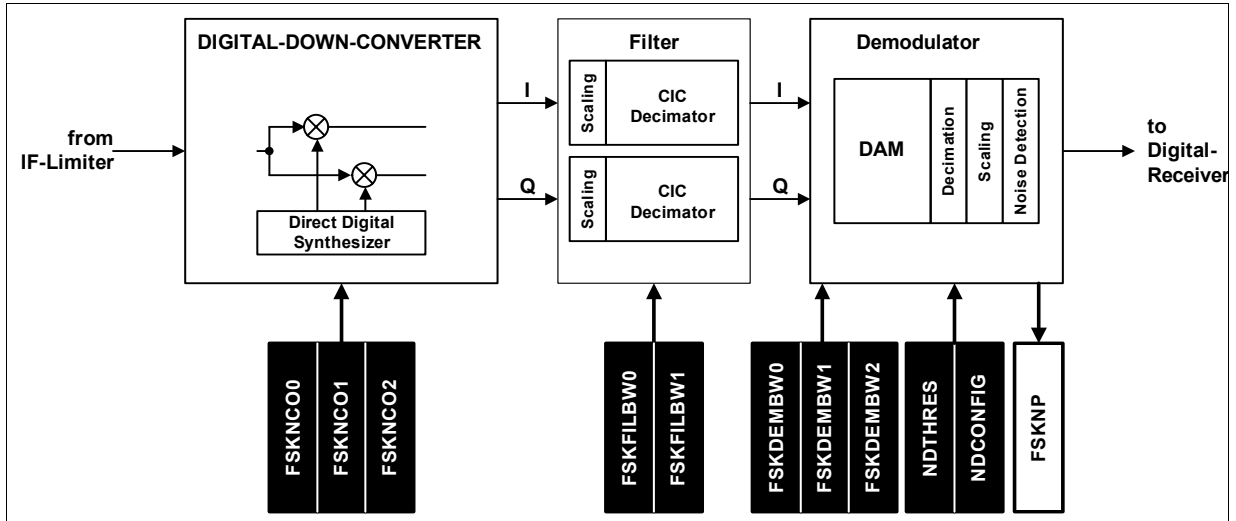 DIGITAL-DOWN-CONVERTER
Filter
Demodulator
from
IF-Limiter
I
Q
Direct Digital
Synthesizer
Scaling
CIC
Decimator
Scaling
CIC
Decimator
I
Q
DAM
Decimation
Scaling
Noise Detection
to
Digital-
Receiver
FSKNCO0
FSKNCO1
FSKNCO2
FSKFILBW0
FSKFILBW1
FSKDEMBW0
FSKDEMBW1
FSKDEMBW2
NDTHRES
NDCONFIG
FSKNP